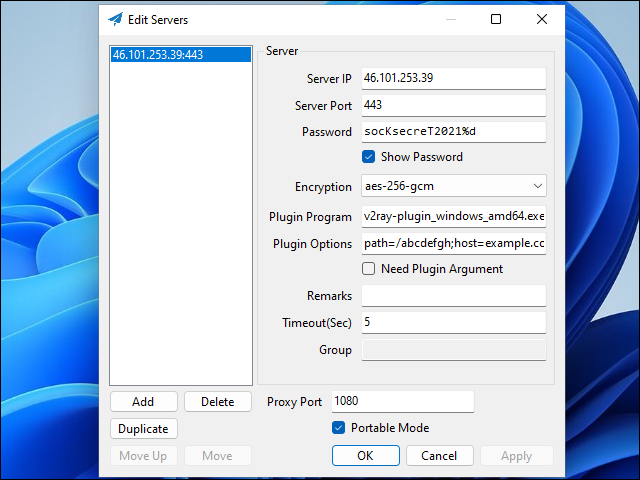 Edit Servers
46.101.253.39:443
Server
Server IP 46.101.253.39
Server Port 443
Password socKsecreT2021%d
Show Password
Encryption aes-256-gcm
Plugin Program v2ray-plugin_windows_amd64.exe
Plugin Options path=/abcdefgh;host=example.cc
Need Plugin Argument
Remarks
Timeout(Sec) 5
Group
Add Delete
Proxy Port 1080
Duplicate
Portable Mode
Move Up Move
OK Cancel Apply